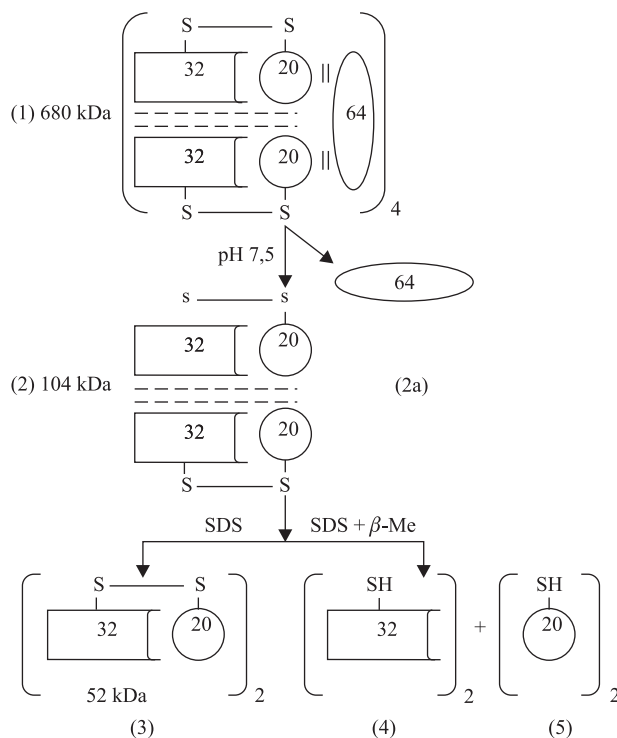 S S
32 20
(1) 680 kDa
64
32 20
S S
4
pH 7,5
64
s s
32 20
(2) 104 kDa
(2a)
32 20
S S
SDS SDS + β-Me
S S SH SH
32 20 32 + 20
52 kDa 2 2 2
(3) (4) (5)